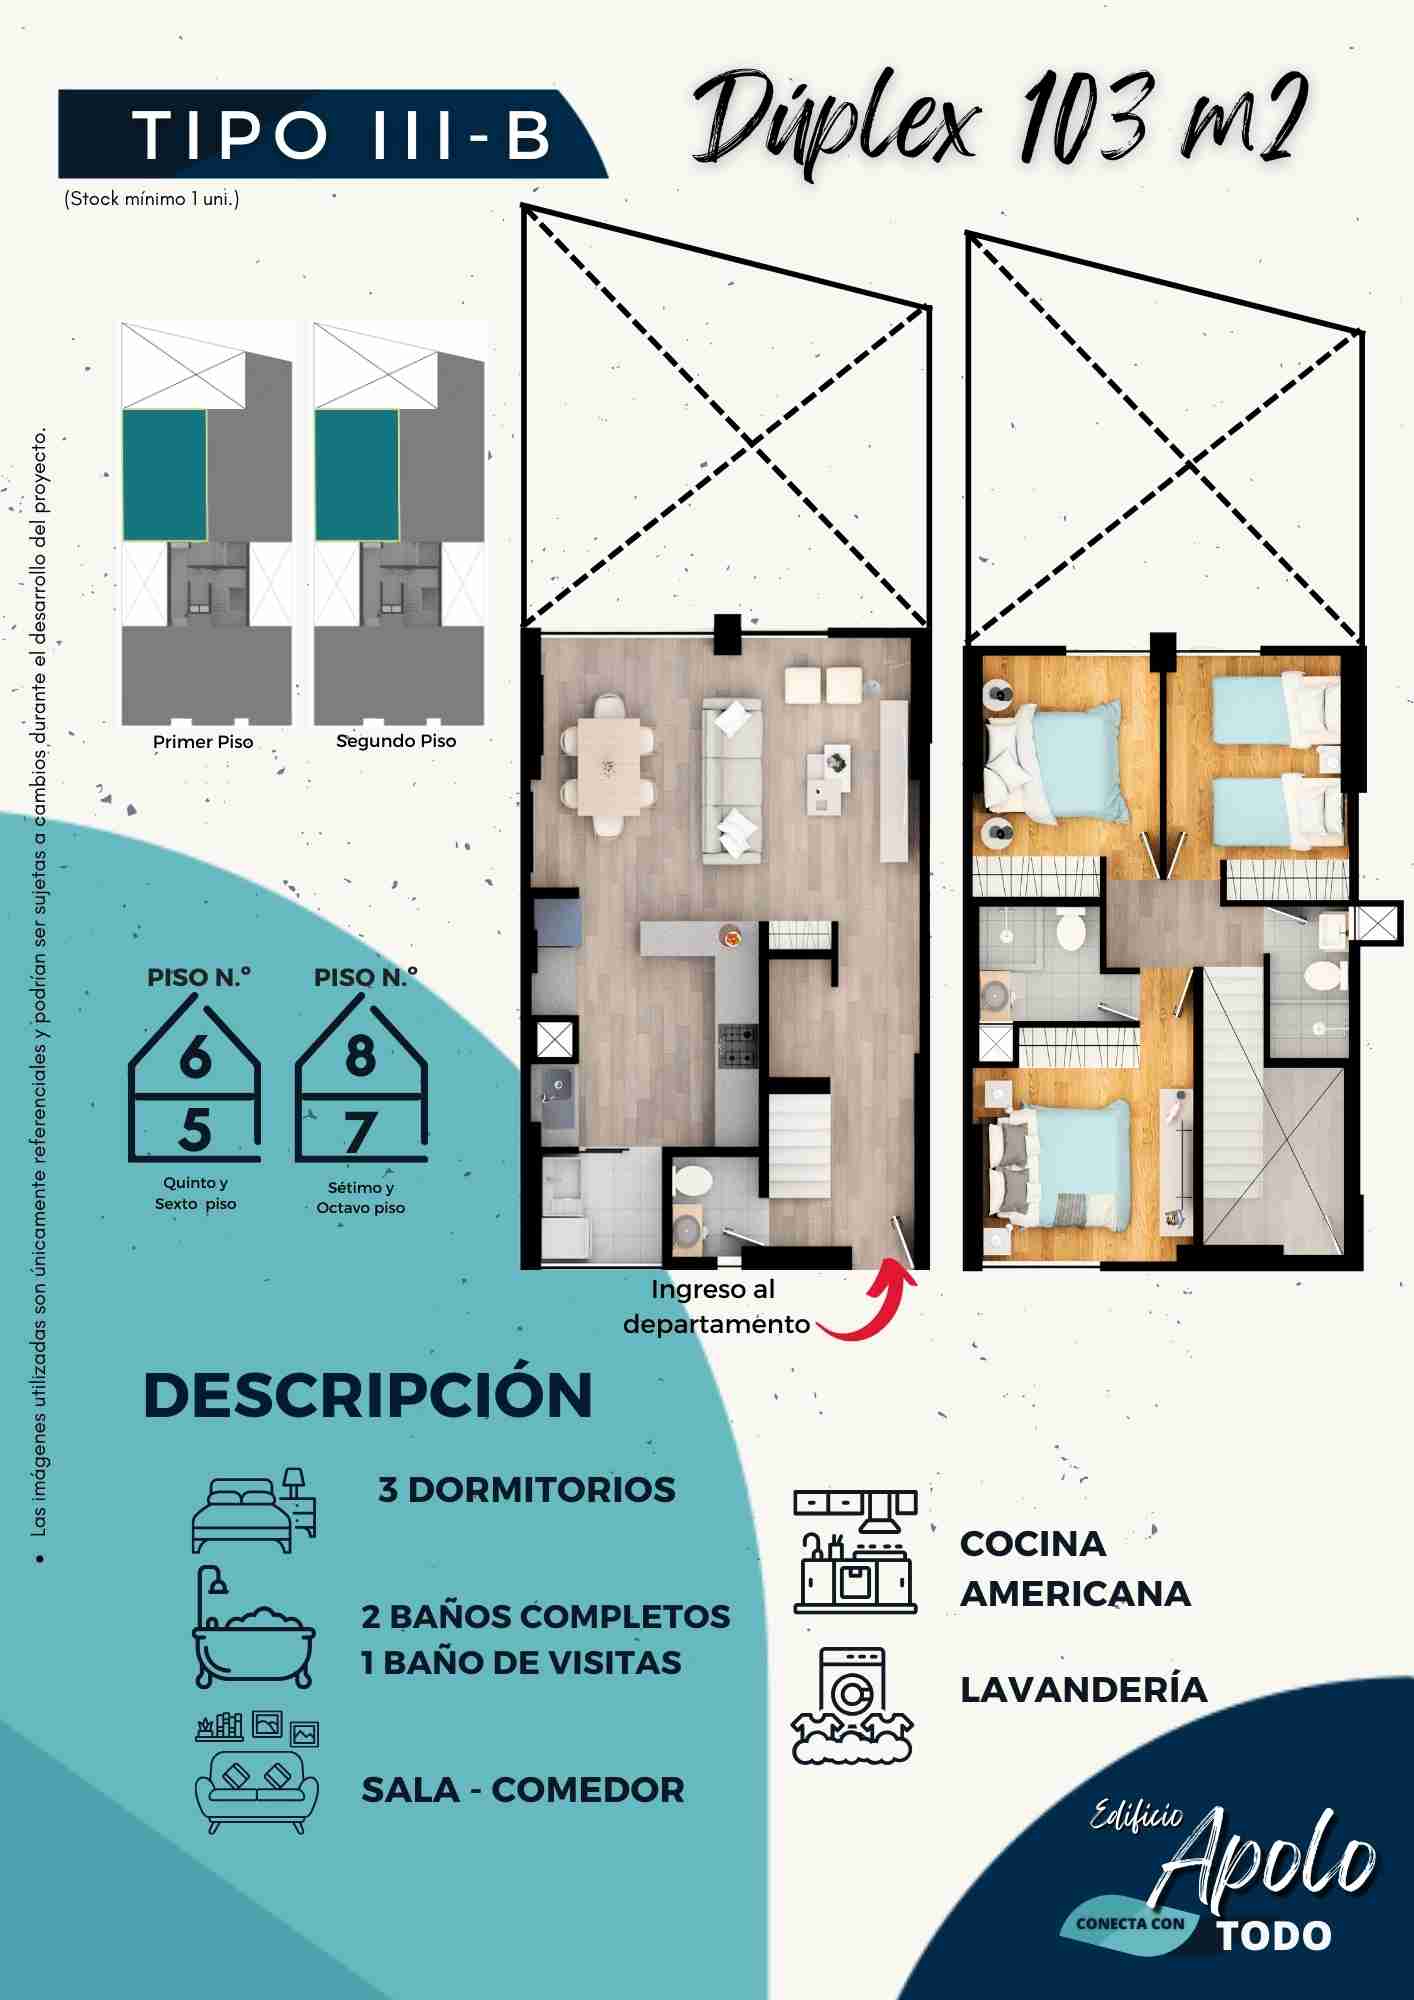 TIPO III-B
Dúplex 103 m2
(Stock mínimo 1 uni.)
Primer Piso
Segundo Piso
• Las imágenes utilizadas son únicamente referenciales y podrían ser sujetas a cambios durante el desarrollo del proyecto.
PISO N.°
PISO N.°
6
8
5
7
Quinto y
Sexto piso
Sétimo y
Octavo piso
Ingreso al
departamento
DESCRIPCIÓN
3 DORMITORIOS
2 BAÑOS COMPLETOS
1 BAÑO DE VISITAS
SALA - COMEDOR
COCINA
AMERICANA
LAVANDERÍA
Edificio
Apolo
CONECTA CON
TODO